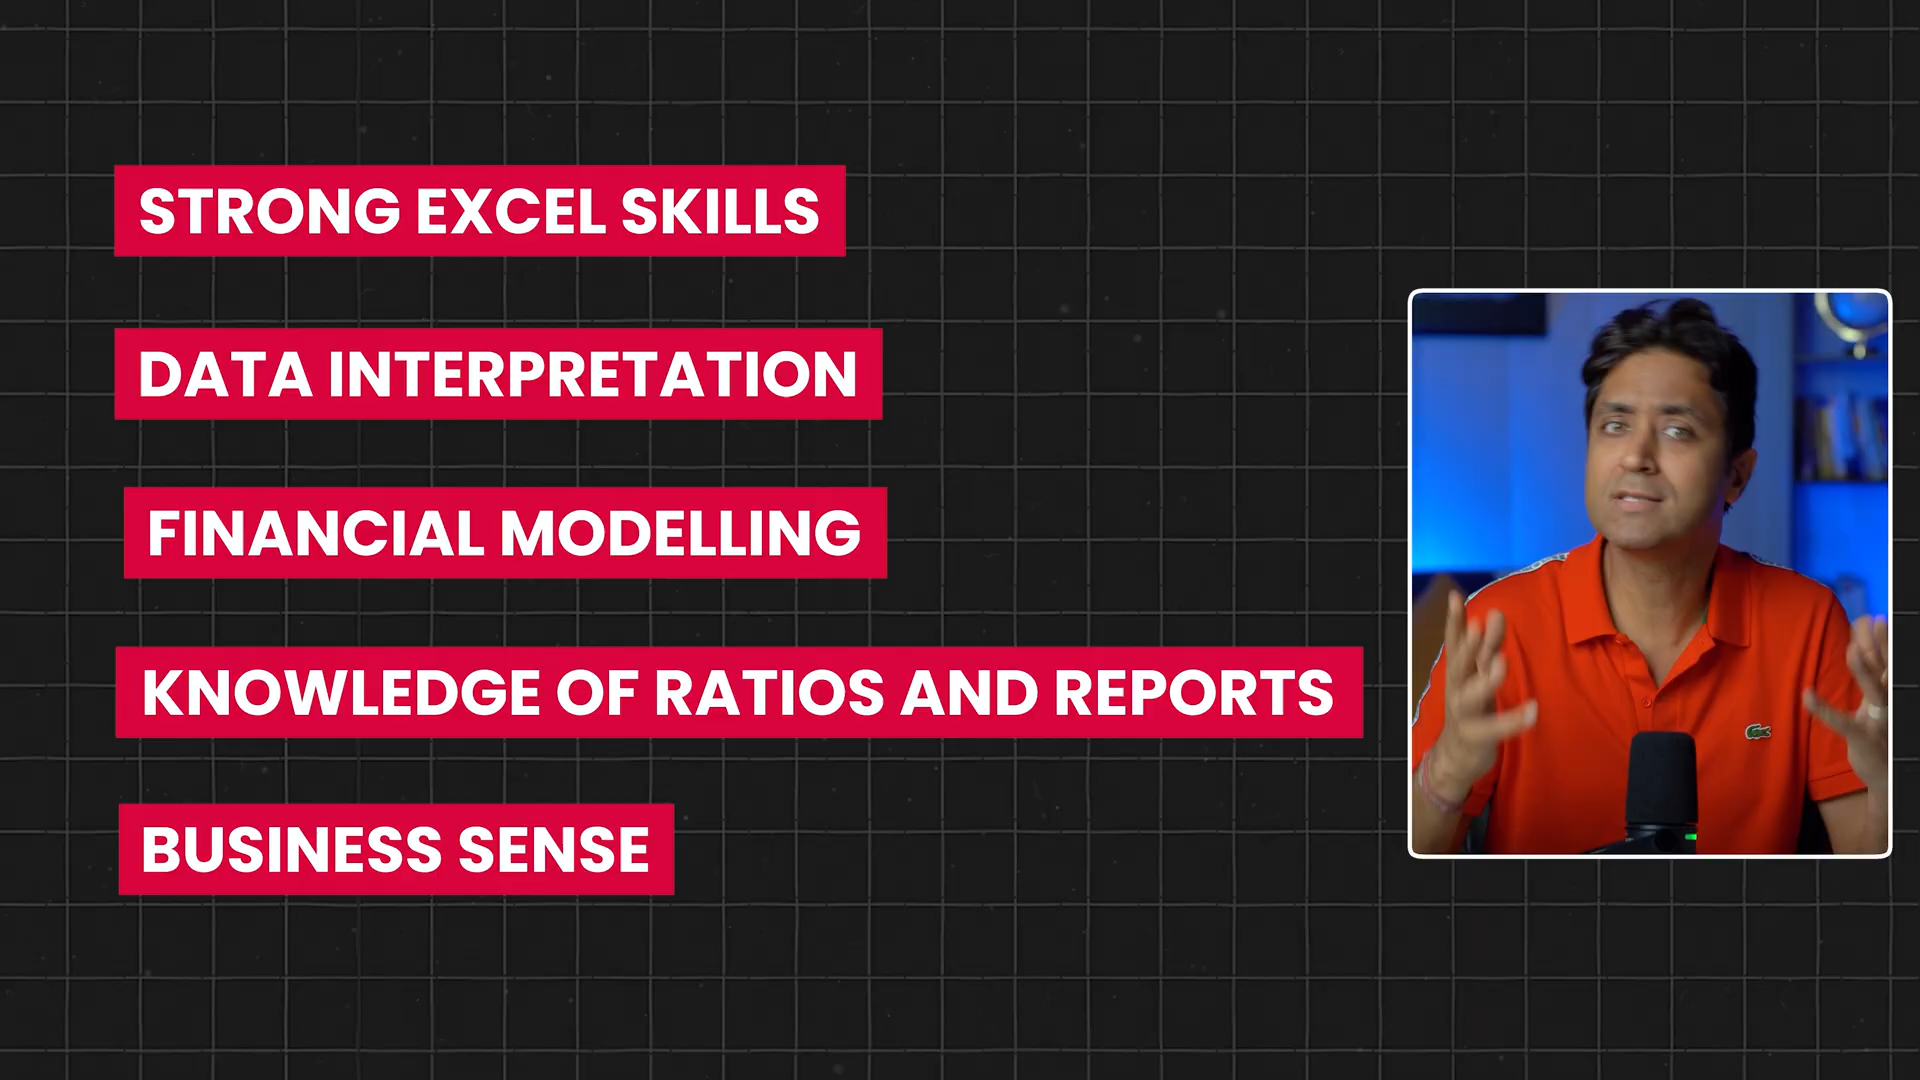 STRONG EXCEL SKILLS
DATA INTERPRETATION
FINANCIAL MODELLING
KNOWLEDGE OF RATIOS AND REPORTS
BUSINESS SENSE